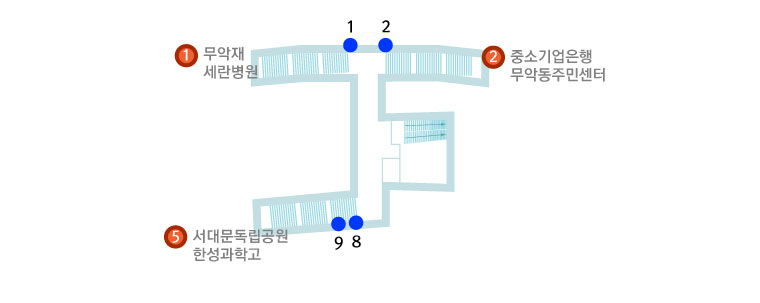 1 2
1 무악재
세란병원
2 중소기업은행
무악동주민센터
5 서대문독립공원
한성과학고
9 8